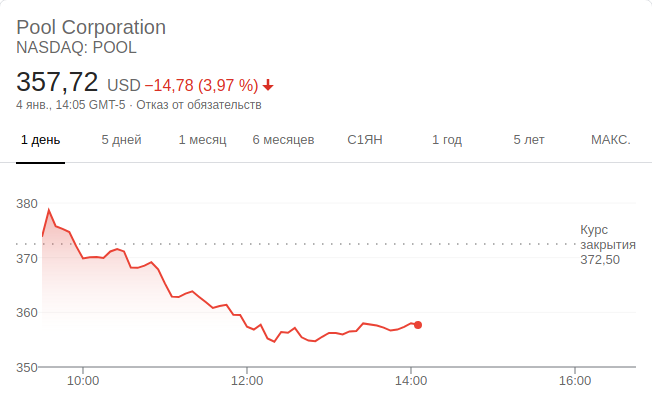 Pool Corporation
NASDAQ: POOL
357,72 USD −14,78 (3,97 %)
4 янв., 14:05 GMT-5 · Отказ от обязательств
1 день 5 дней 1 месяц 6 месяцев С1ЯН 1 год 5 лет МАКС.
380
Курс
закрытия
372,50
370
360
350
10:00 12:00 14:00 16:00